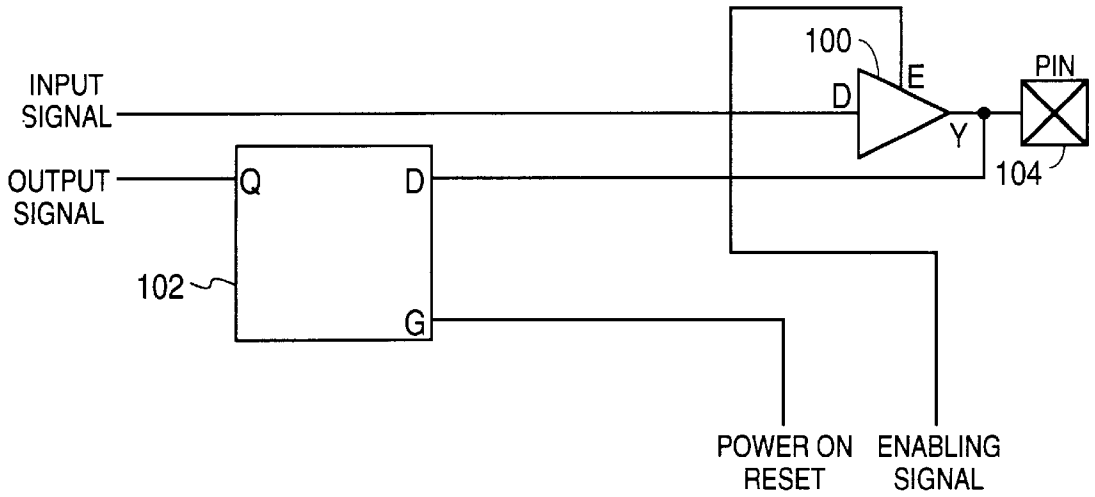 100
E
PIN
INPUT
SIGNAL
D
Y
104
OUTPUT
SIGNAL
Q
D
102
G
POWER ON
RESET
ENABLING
SIGNAL